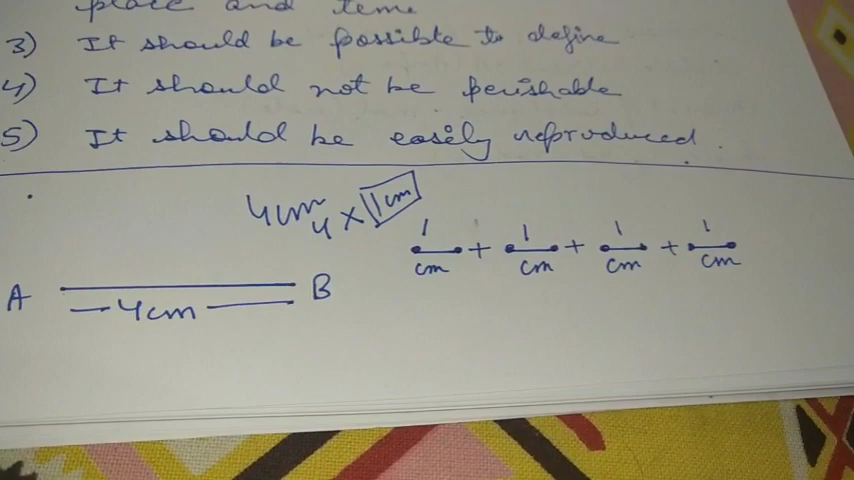 place and time
3) It should be possible to define
4) It should not be perishable
5) It should be easily reproduced.
4cm 4 × 1cm
1 + 1 + 1 + 1
cm cm cm cm
A B
4cm